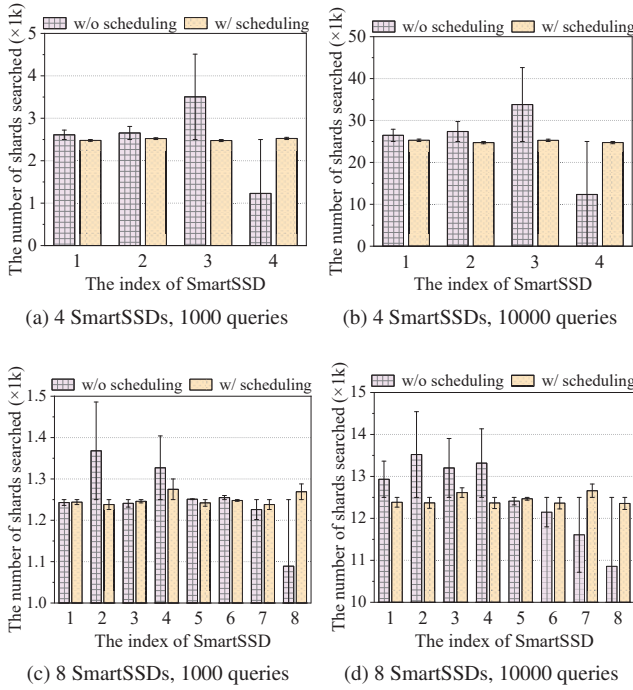 w/o scheduling w/ scheduling
The number of shards searched (×1k)
5
4
3
2
1
0
1 2 3 4
The index of SmartSSD
(a) 4 SmartSSDs, 1000 queries
w/o scheduling w/ scheduling
The number of shards searched (×1k)
50
40
30
20
10
0
1 2 3 4
The index of SmartSSD
(b) 4 SmartSSDs, 10000 queries
w/o scheduling w/ scheduling
The number of shards searched (×1k)
1.5
1.4
1.3
1.2
1.1
1.0
1 2 3 4 5 6 7 8
The index of SmartSSD
(c) 8 SmartSSDs, 1000 queries
w/o scheduling w/ scheduling
The number of shards searched (×1k)
15
14
13
12
11
10
1 2 3 4 5 6 7 8
The index of SmartSSD
(d) 8 SmartSSDs, 10000 queries